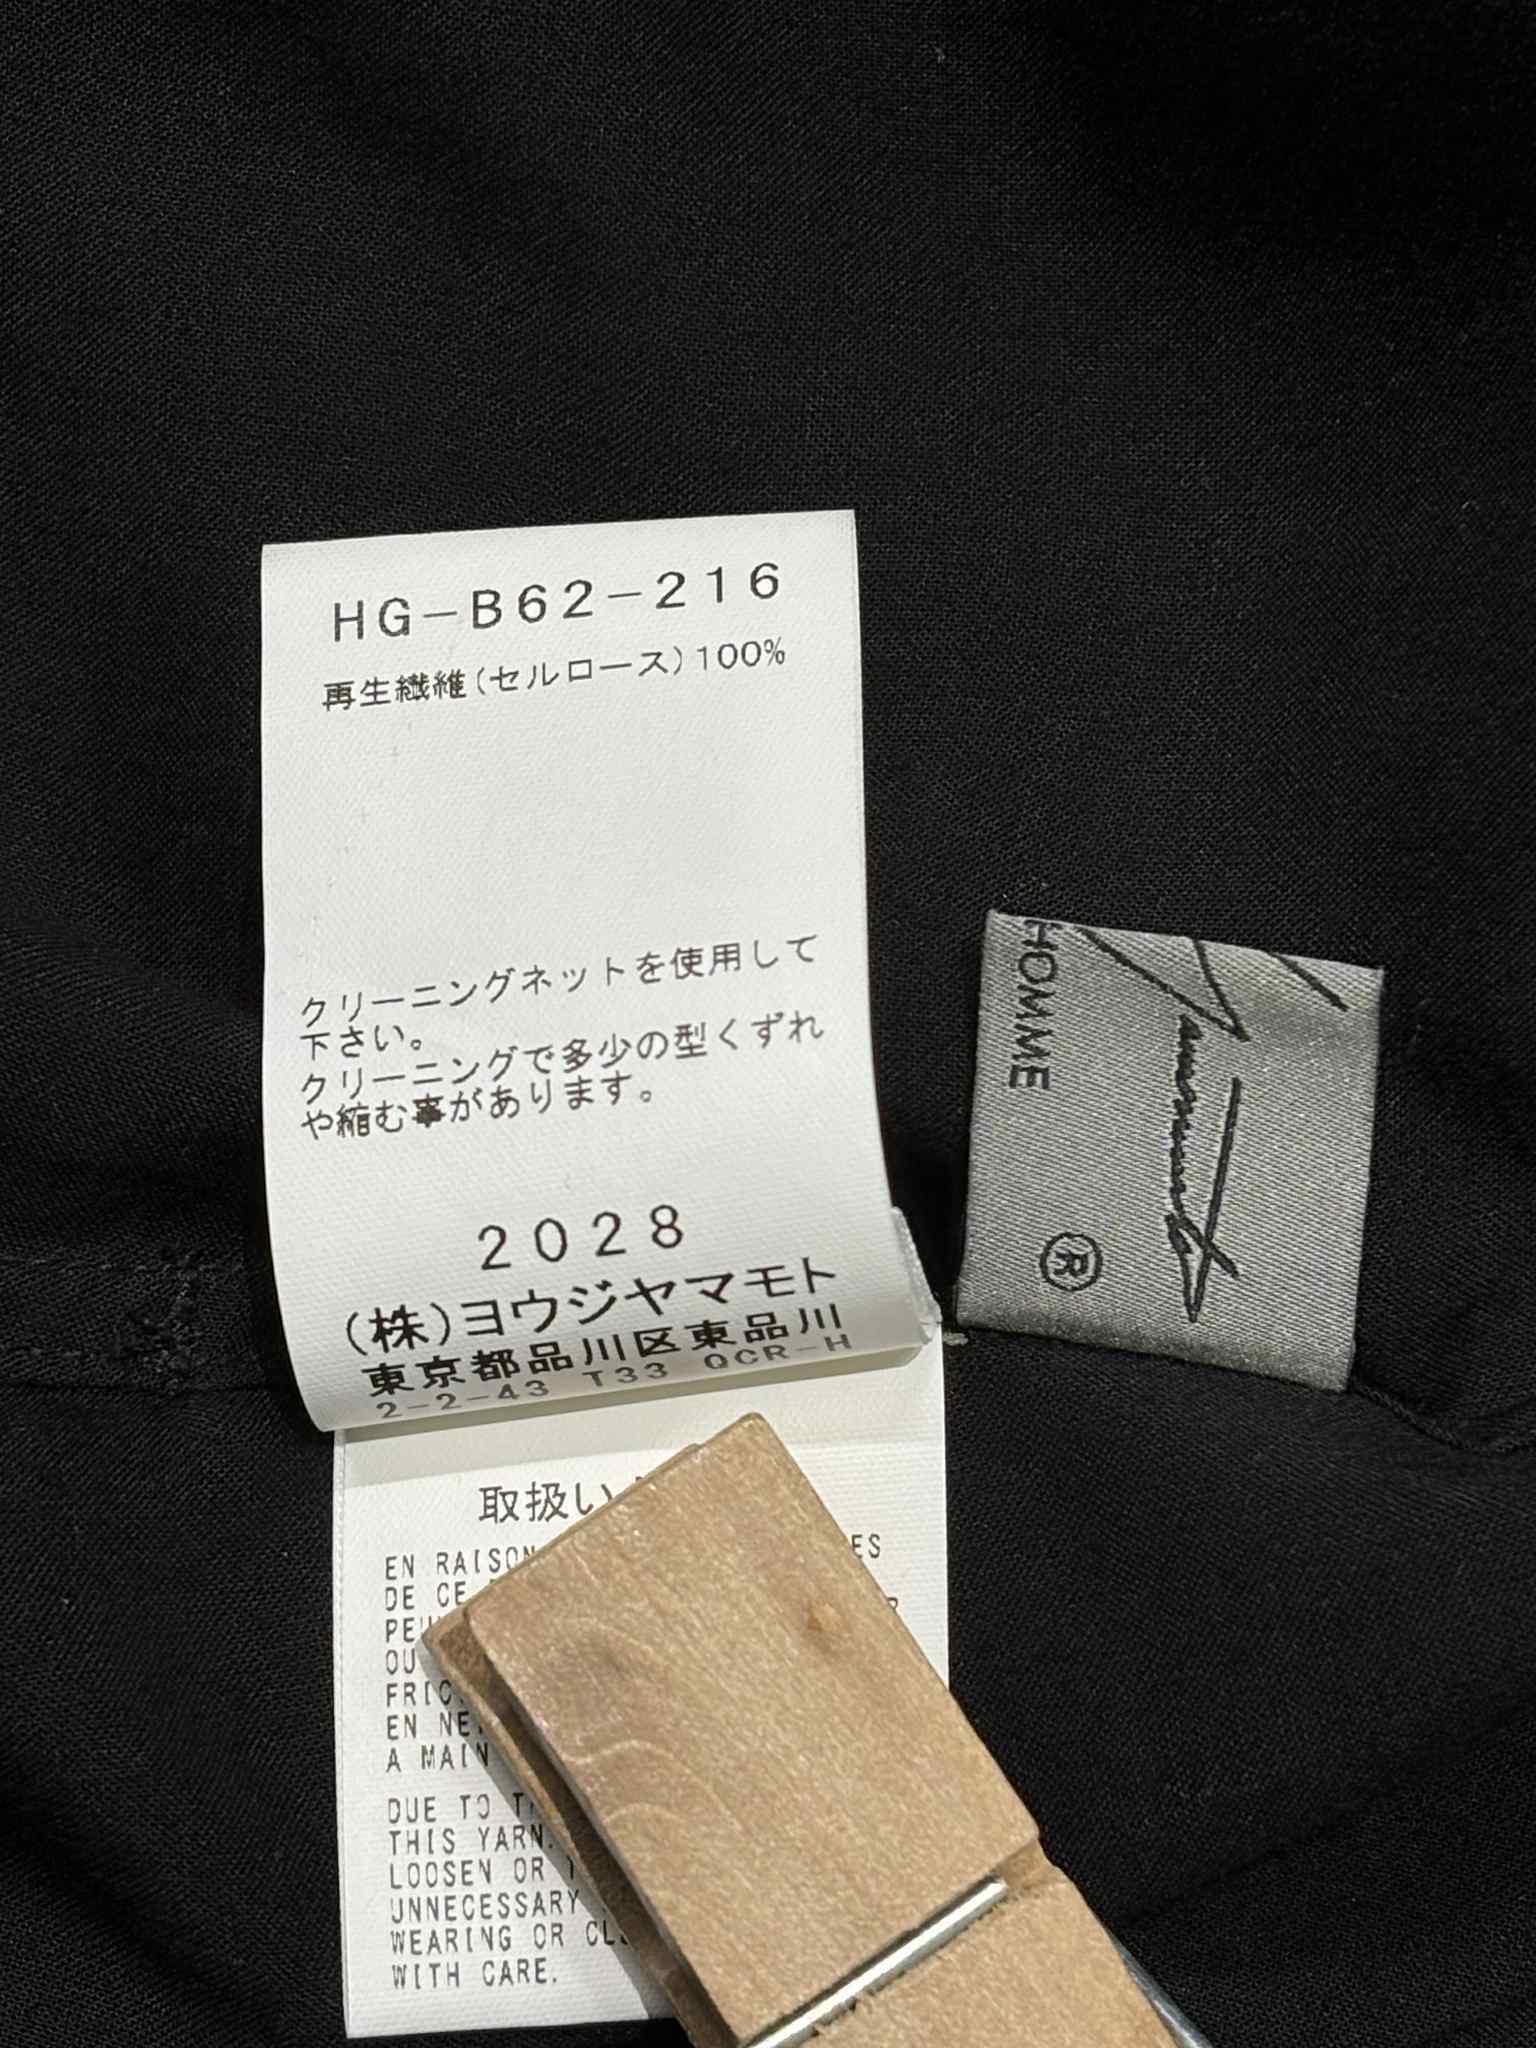 HG-B62-216
再生繊維(セルロース)100%
クリーニングネットを使用して
下さい。
クリーニングで多少の型くずれ
や縮む事があります。
2028
(株)ヨウジヤマモト
東京都品川区東品川
2-2-43 T33 QCR-H
取扱い
EN RAISON
DE CE
OU
EN
A MAIN
DUE TO
THIS YARN.
LOOSEN OR
UNNECESSARY
WEARING OR
WITH CARE.
HOMME
®